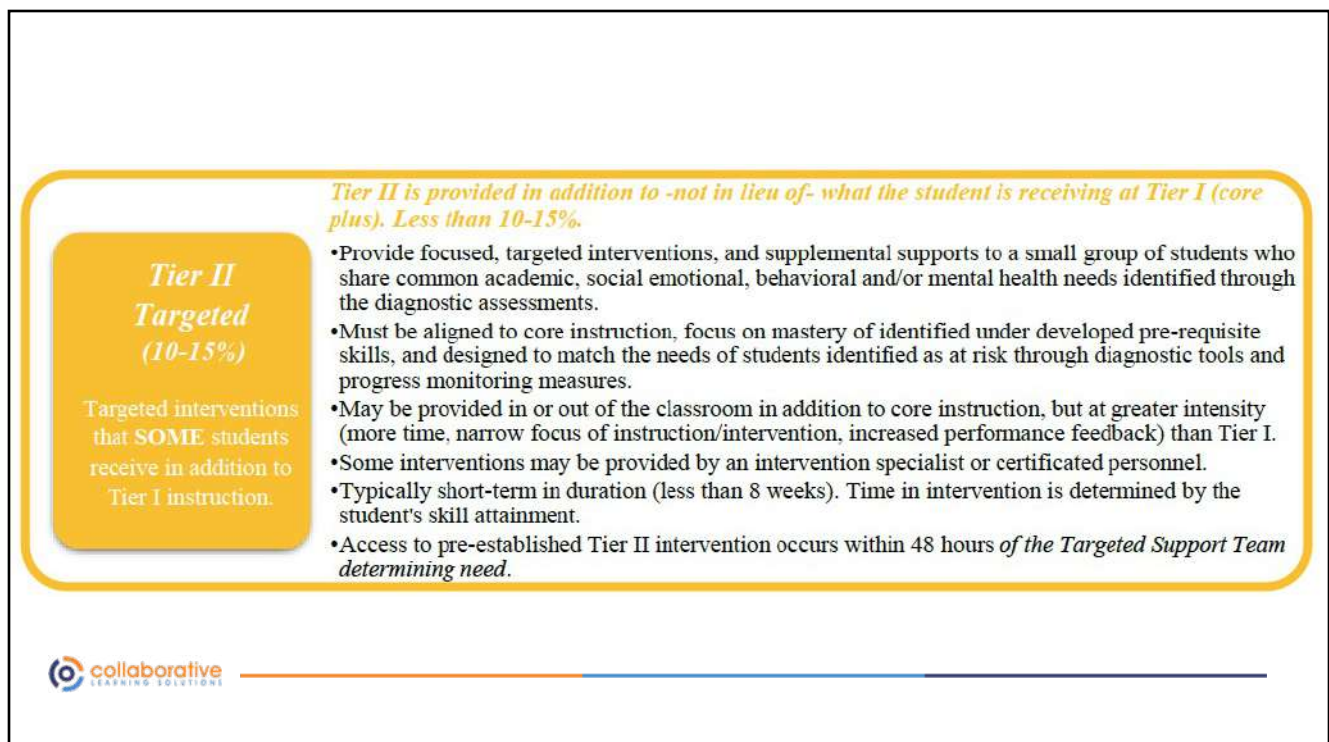 Tier II is provided in addition to -not in lieu of- what the student is receiving at Tier I (core
plus). Less than 10-15%.
Tier II
Targeted
(10-15%)
Targeted interventions
that SOME students
receive in addition to
Tier I instruction.
•Provide focused, targeted interventions, and supplemental supports to a small group of students who
share common academic, social emotional, behavioral and/or mental health needs identified through
the diagnostic assessments.
•Must be aligned to core instruction, focus on mastery of identified under developed pre-requisite
skills, and designed to match the needs of students identified as at risk through diagnostic tools and
progress monitoring measures.
•May be provided in or out of the classroom in addition to core instruction, but at greater intensity
(more time, narrow focus of instruction/intervention, increased performance feedback) than Tier I.
•Some interventions may be provided by an intervention specialist or certificated personnel.
•Typically short-term in duration (less than 8 weeks). Time in intervention is determined by the
student's skill attainment.
•Access to pre-established Tier II intervention occurs within 48 hours of the Targeted Support Team
determining need.
collaborative
LEARNING SOLUTIONS